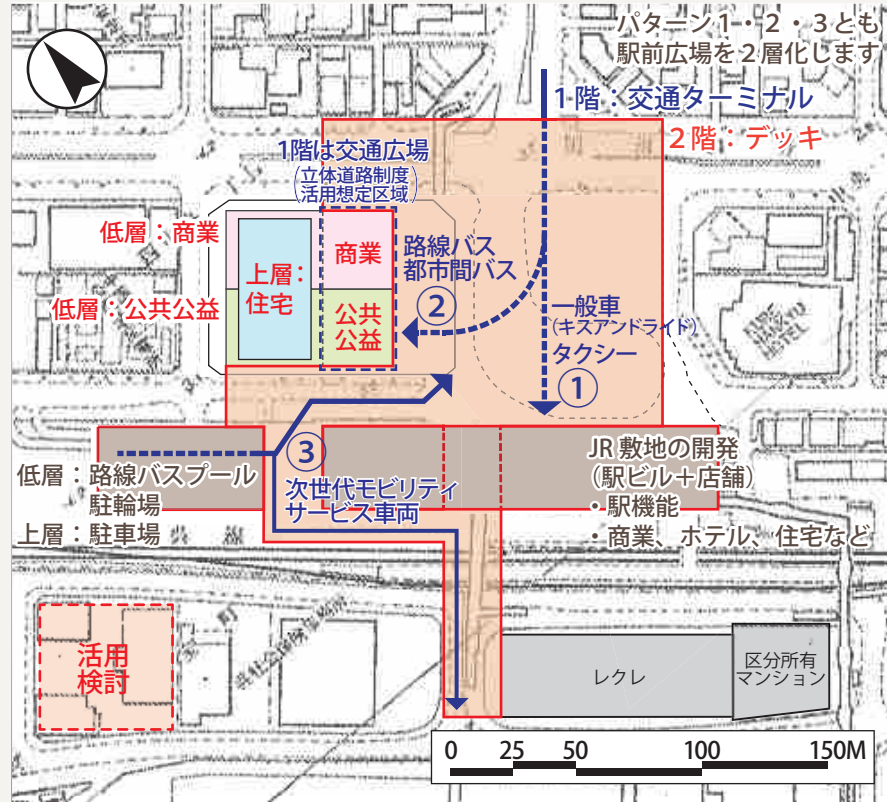 パターン1・2・3とも
駅前広場を2層化します
1階：交通ターミナル
2階：デッキ
1階は交通広場
（立体道路制度
活用想定区域）
低層：商業
上層：
住宅
商業
路線バス
都市間バス
②
低層：公共公益
公共
公益
一般車
（キスアンドライド）
タクシー
①
③
次世代モビリティ
サービス車両
低層：路線バスプール
駐輪場
上層：駐車場
JR敷地の開発
（駅ビル＋店舗）
・駅機能
・商業、ホテル、住宅など
呉線
活用
検討
レクレ
区分所有
マンション
0 25 50 100 150M